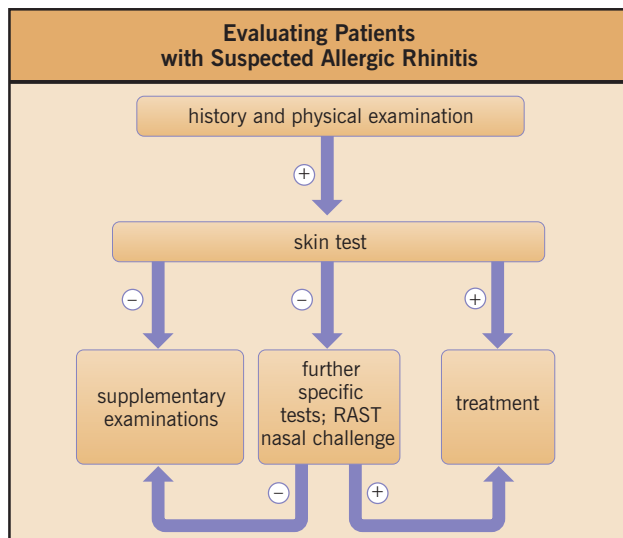 Evaluating Patients
with Suspected Allergic Rhinitis
history and physical examination
+
skin test
−
−
+
supplementary
examinations
further
specific
tests; RAST
nasal challenge
treatment
−
+